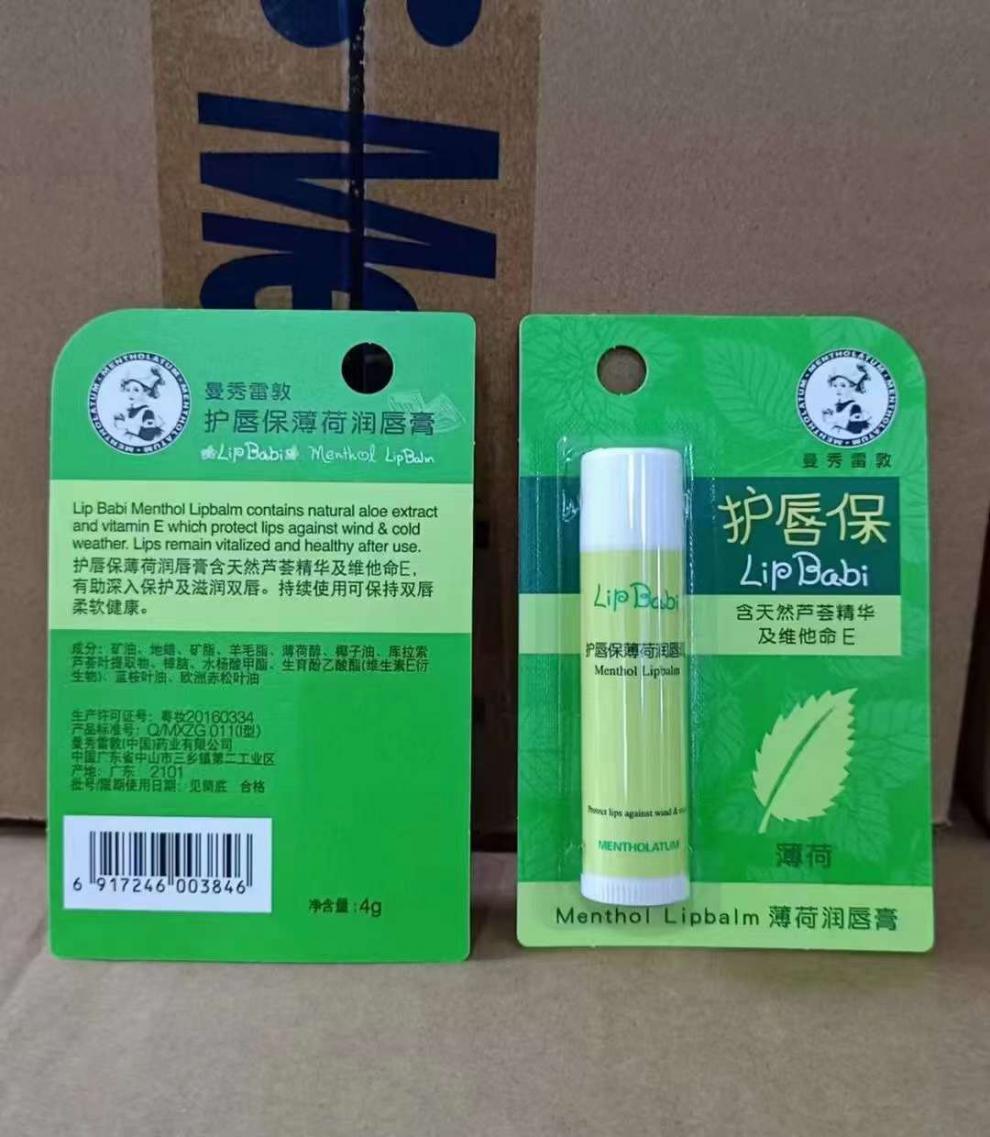 Me
MENTHOLATUM · MENTHOLATUM · MENTHOLATUM
曼秀雷敦
护唇保薄荷润唇膏
LipBabi Menthol LipBalm
Lip Babi Menthol Lipbalm contains natural aloe extract
and vitamin E which protect lips against wind & cold
weather. Lips remain vitalized and healthy after use.
护唇保薄荷润唇膏含天然芦荟精华及维他命E,
有助深入保护及滋润双唇。持续使用可保持双唇
柔软健康。
成分：矿油、地蜡、矿脂、羊毛脂、薄荷醇、椰子油、库拉索
芦荟叶提取物、樟脑、水杨酸甲酯、生育酚乙酸酯(维生素E衍
生物)、蓝桉叶油、欧洲赤松叶油
生产许可证号：粤妆20160334
产品标准号：Q/MXZG 011(I型)
曼秀雷敦(中国)药业有限公司
中国广东省中山市三乡镇第二工业区
产地：广东 2101
批号/限期使用日期：见筒底 合格
6 917246 003846
净含量:4g
MENTHOLATUM · MENTHOLATUM · MENTHOLATUM
曼秀雷敦
护唇保
LipBabi
含天然芦荟精华
及维他命E
LipBabi
护唇保薄荷润唇
Menthol Lipbalm
Protect lips against wind &
MENTHOLATUM
薄荷
Menthol Lipbalm 薄荷润唇膏